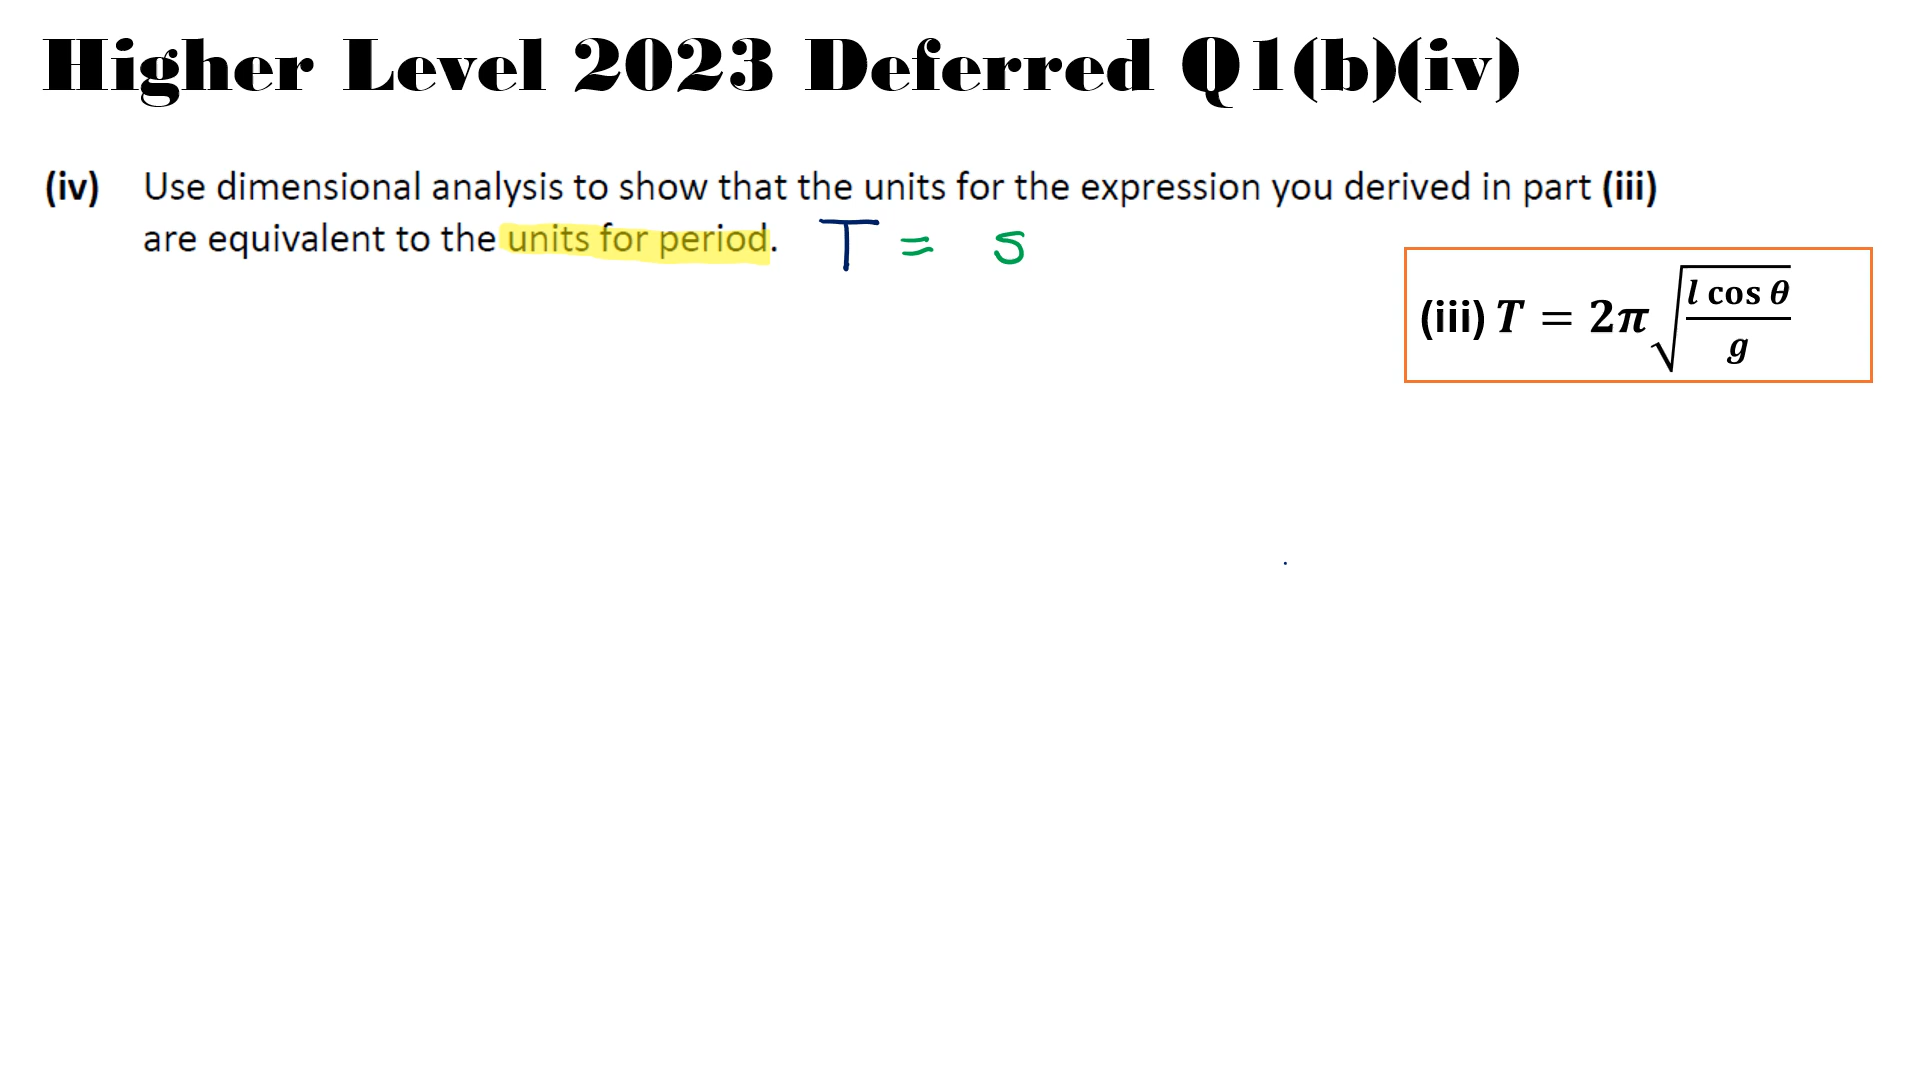 Higher Level 2023 Deferred Q1(b)(iv)
(iv) Use dimensional analysis to show that the units for the expression you derived in part (iii)
are equivalent to the units for period. T = s
(iii) T = 2π√(l cos θ / g)